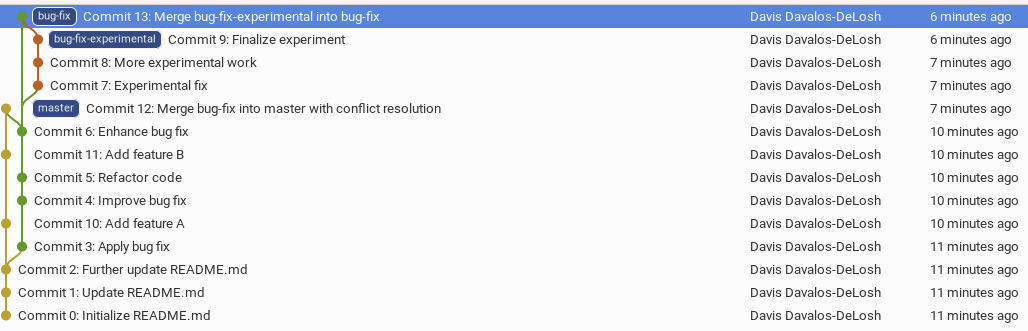 bug-fix Commit 13: Merge bug-fix-experimental into bug-fix Davis Davalos-DeLosh 6 minutes ago
bug-fix-experimental Commit 9: Finalize experiment Davis Davalos-DeLosh 6 minutes ago
Commit 8: More experimental work Davis Davalos-DeLosh 7 minutes ago
Commit 7: Experimental fix Davis Davalos-DeLosh 7 minutes ago
master Commit 12: Merge bug-fix into master with conflict resolution Davis Davalos-DeLosh 7 minutes ago
Commit 6: Enhance bug fix Davis Davalos-DeLosh 10 minutes ago
Commit 11: Add feature B Davis Davalos-DeLosh 10 minutes ago
Commit 5: Refactor code Davis Davalos-DeLosh 10 minutes ago
Commit 4: Improve bug fix Davis Davalos-DeLosh 10 minutes ago
Commit 10: Add feature A Davis Davalos-DeLosh 10 minutes ago
Commit 3: Apply bug fix Davis Davalos-DeLosh 11 minutes ago
Commit 2: Further update README.md Davis Davalos-DeLosh 11 minutes ago
Commit 1: Update README.md Davis Davalos-DeLosh 11 minutes ago
Commit 0: Initialize README.md Davis Davalos-DeLosh 11 minutes ago